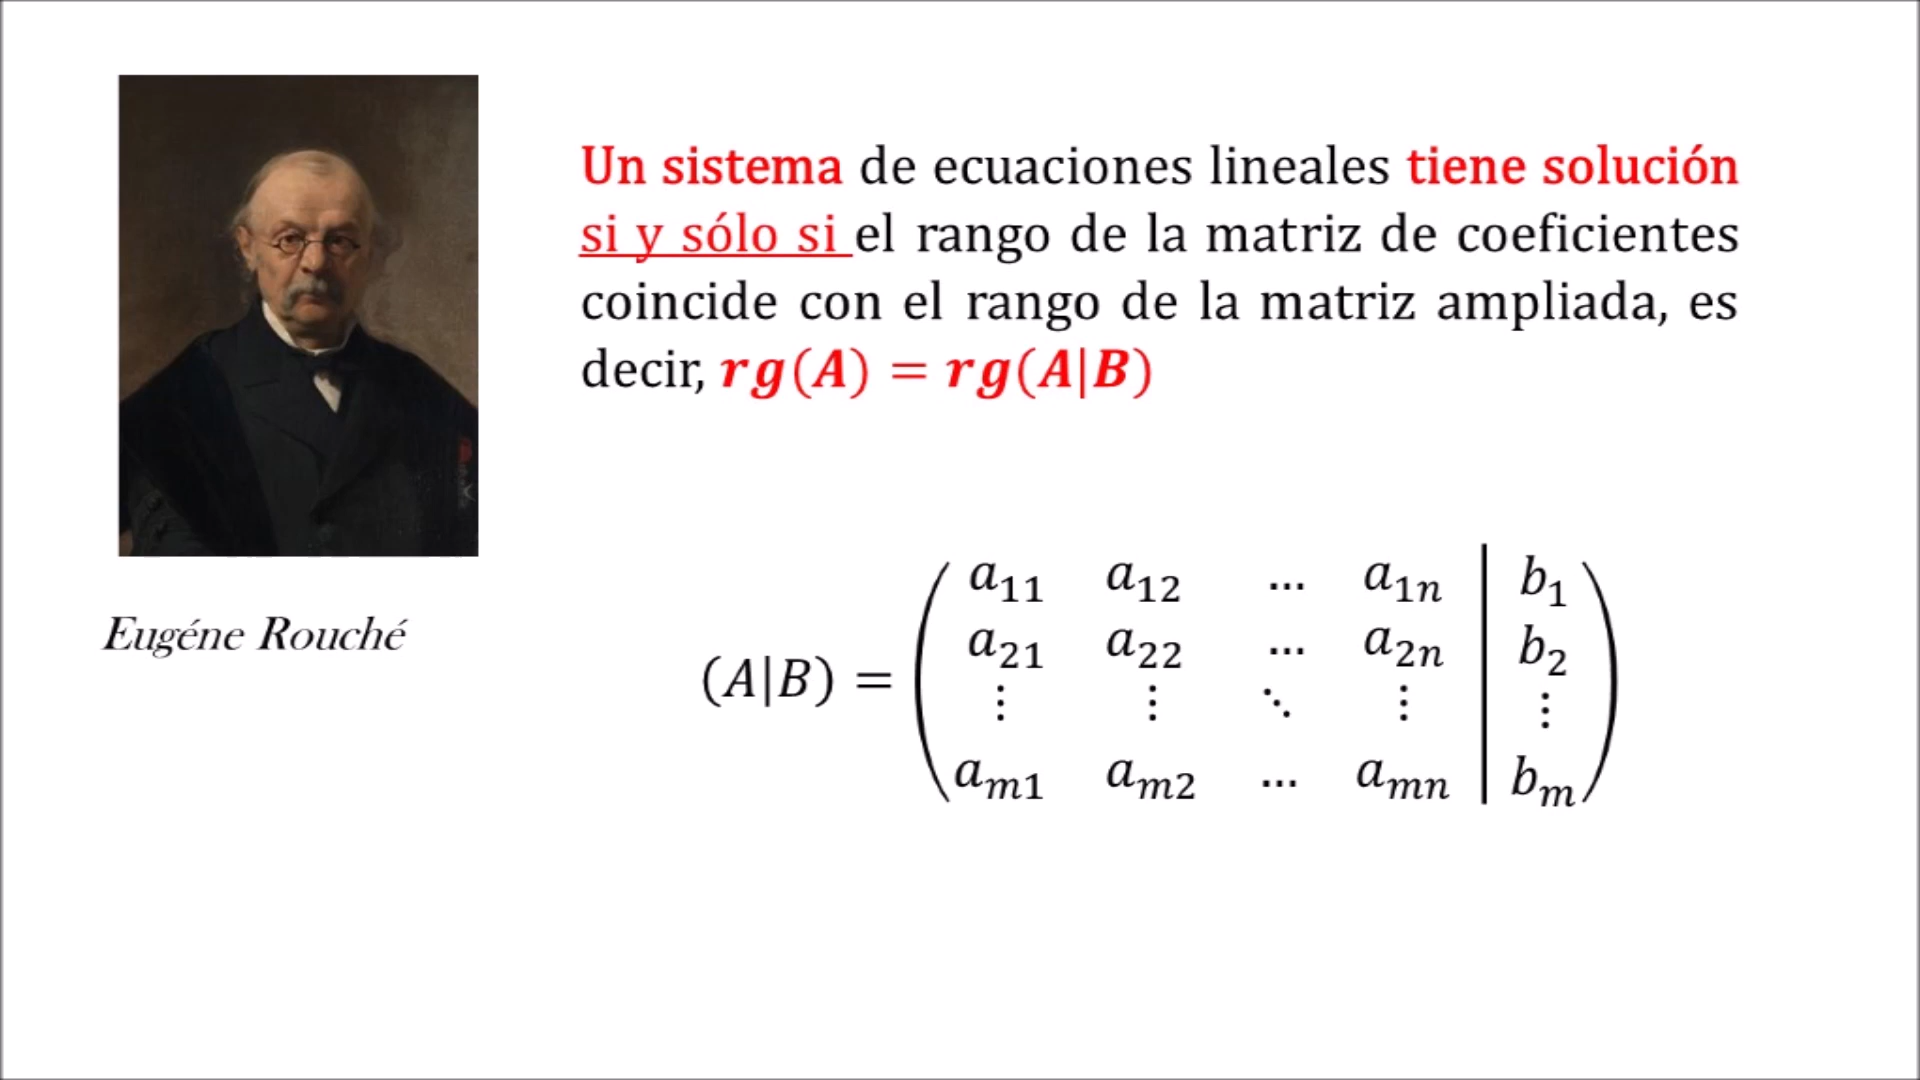 Un sistema de ecuaciones lineales tiene solución
si y sólo si el rango de la matriz de coeficientes
coincide con el rango de la matriz ampliada, es
decir, rg(A) = rg(A|B)
Eugéne Rouché
(A|B) =
a11 a12 ... a1n | b1
a21 a22 ... a2n | b2
⋮ ⋮ ⋱ ⋮ | ⋮
am1 am2 ... amn | bm